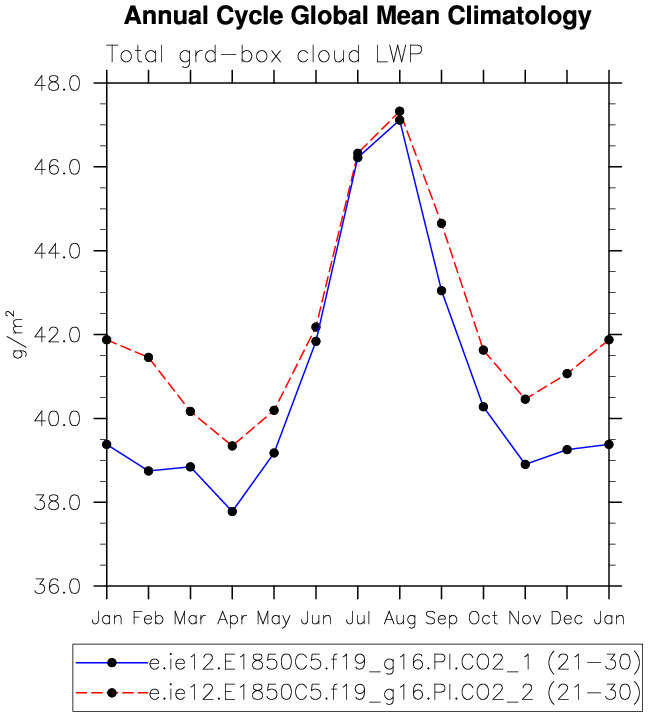 Annual Cycle Global Mean Climatology
Total grd-box cloud LWP
48.0
46.0
44.0
42.0
40.0
38.0
36.0
g/m²
Jan Feb Mar Apr May Jun Jul Aug Sep Oct Nov Dec Jan
e.ie12.E1850C5.f19_g16.PI.CO2_1 (21-30)
e.ie12.E1850C5.f19_g16.PI.CO2_2 (21-30)